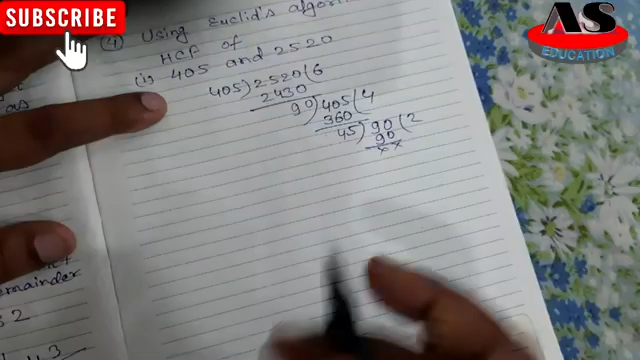 SUBSCRIBE
A&S
EDUCATION
(4) Using Euclid's
HCF of
(i) 405 and 2520
405)2520(6
2430
90)405(4
360
45)90(2
90
××
as
remainder